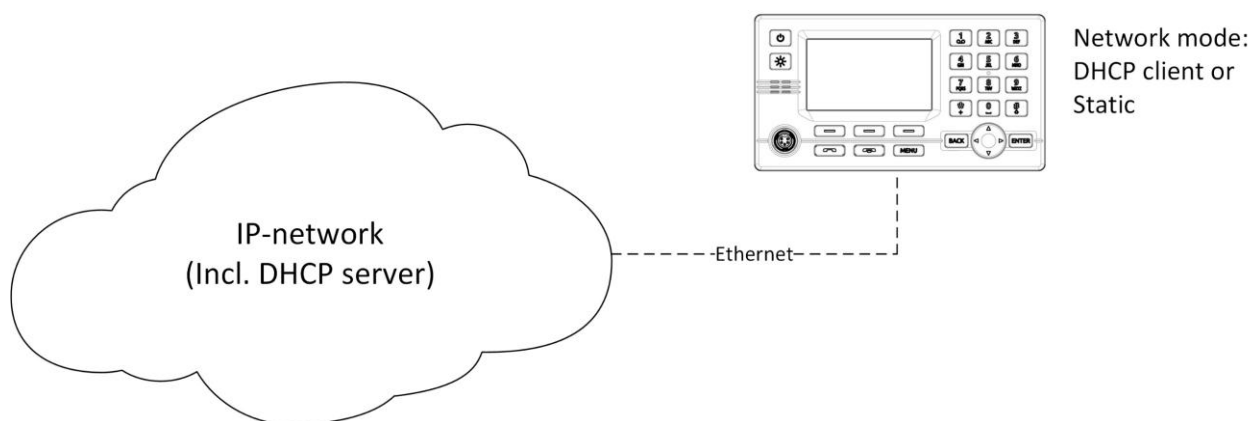 Network mode:
DHCP client or
Static
1
2
3
4
5
6
7
8
9
0
BACK
ENTER
MENU
IP-network
(Incl. DHCP server)
Ethernet